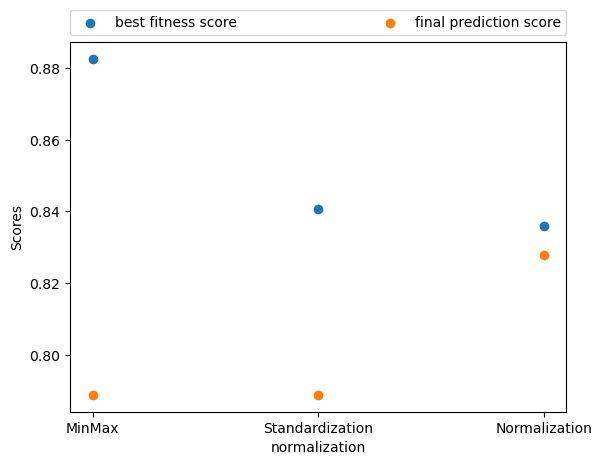 best fitness score
final prediction score
0.88
0.86
0.84
0.82
0.80
Scores
MinMax
Standardization
Normalization
normalization